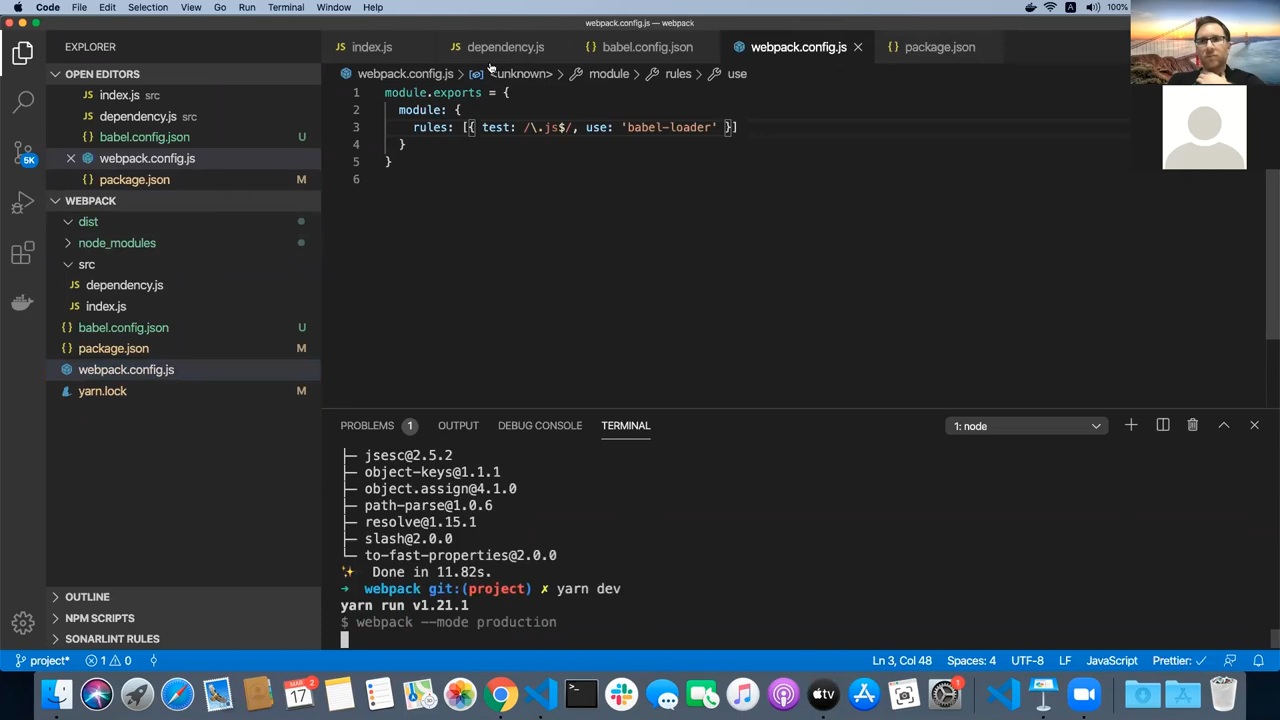 Code File Edit Selection View Go Run Terminal Window Help 100%
webpack.config.js — webpack
EXPLORER
index.js
dependency.js
babel.config.json
webpack.config.js
package.json
webpack.config.js > <unknown> > module > rules > use
OPEN EDITORS
index.js src
dependency.js src
babel.config.json U
webpack.config.js
package.json M
WEBPACK
dist
node_modules
src
dependency.js
index.js
babel.config.json U
package.json M
webpack.config.js
yarn.lock M
OUTLINE
NPM SCRIPTS
SONARLINT RULES
5K
1 module.exports = {
2 module: {
3 rules: [{ test: /\.js$/, use: 'babel-loader' }]
4 }
5 }
6
PROBLEMS 1 OUTPUT DEBUG CONSOLE TERMINAL 1: node
├─ jsesc@2.5.2
├─ object-keys@1.1.1
├─ object.assign@4.1.0
├─ path-parse@1.0.6
├─ resolve@1.15.1
├─ slash@2.0.0
└─ to-fast-properties@2.0.0
✨ Done in 11.82s.
→ webpack git:(project) ✗ yarn dev
yarn run v1.21.1
$ webpack --mode production
project* 1 0 Ln 3, Col 48 Spaces: 4 UTF-8 LF JavaScript Prettier: ✓
17 2 tv 1